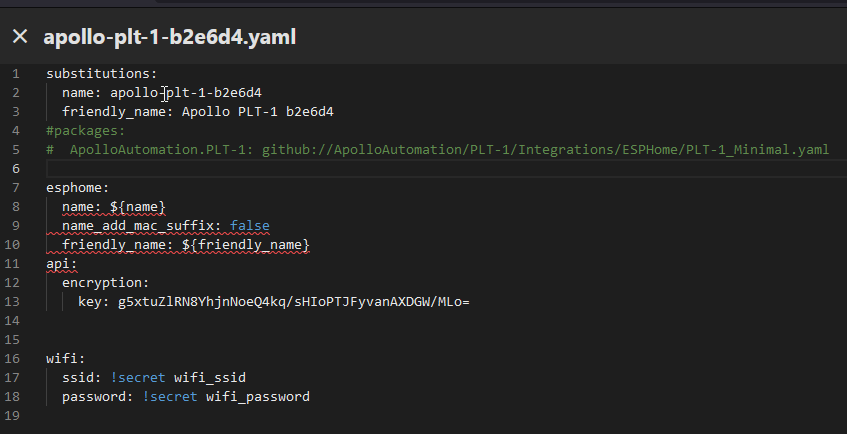 × apollo-plt-1-b2e6d4.yaml
1 substitutions:
2 name: apollo-plt-1-b2e6d4
3 friendly_name: Apollo PLT-1 b2e6d4
4 #packages:
5 #  ApolloAutomation.PLT-1: github://ApolloAutomation/PLT-1/Integrations/ESPHome/PLT-1_Minimal.yaml
6
7 esphome:
8 name: ${name}
9 name_add_mac_suffix: false
10 friendly_name: ${friendly_name}
11 api:
12 encryption:
13 key: g5xtuZlRN8YhjnNoeQ4kq/sHIoPTJFyvanAXDGW/MLo=
14
15
16 wifi:
17 ssid: !secret wifi_ssid
18 password: !secret wifi_password
19